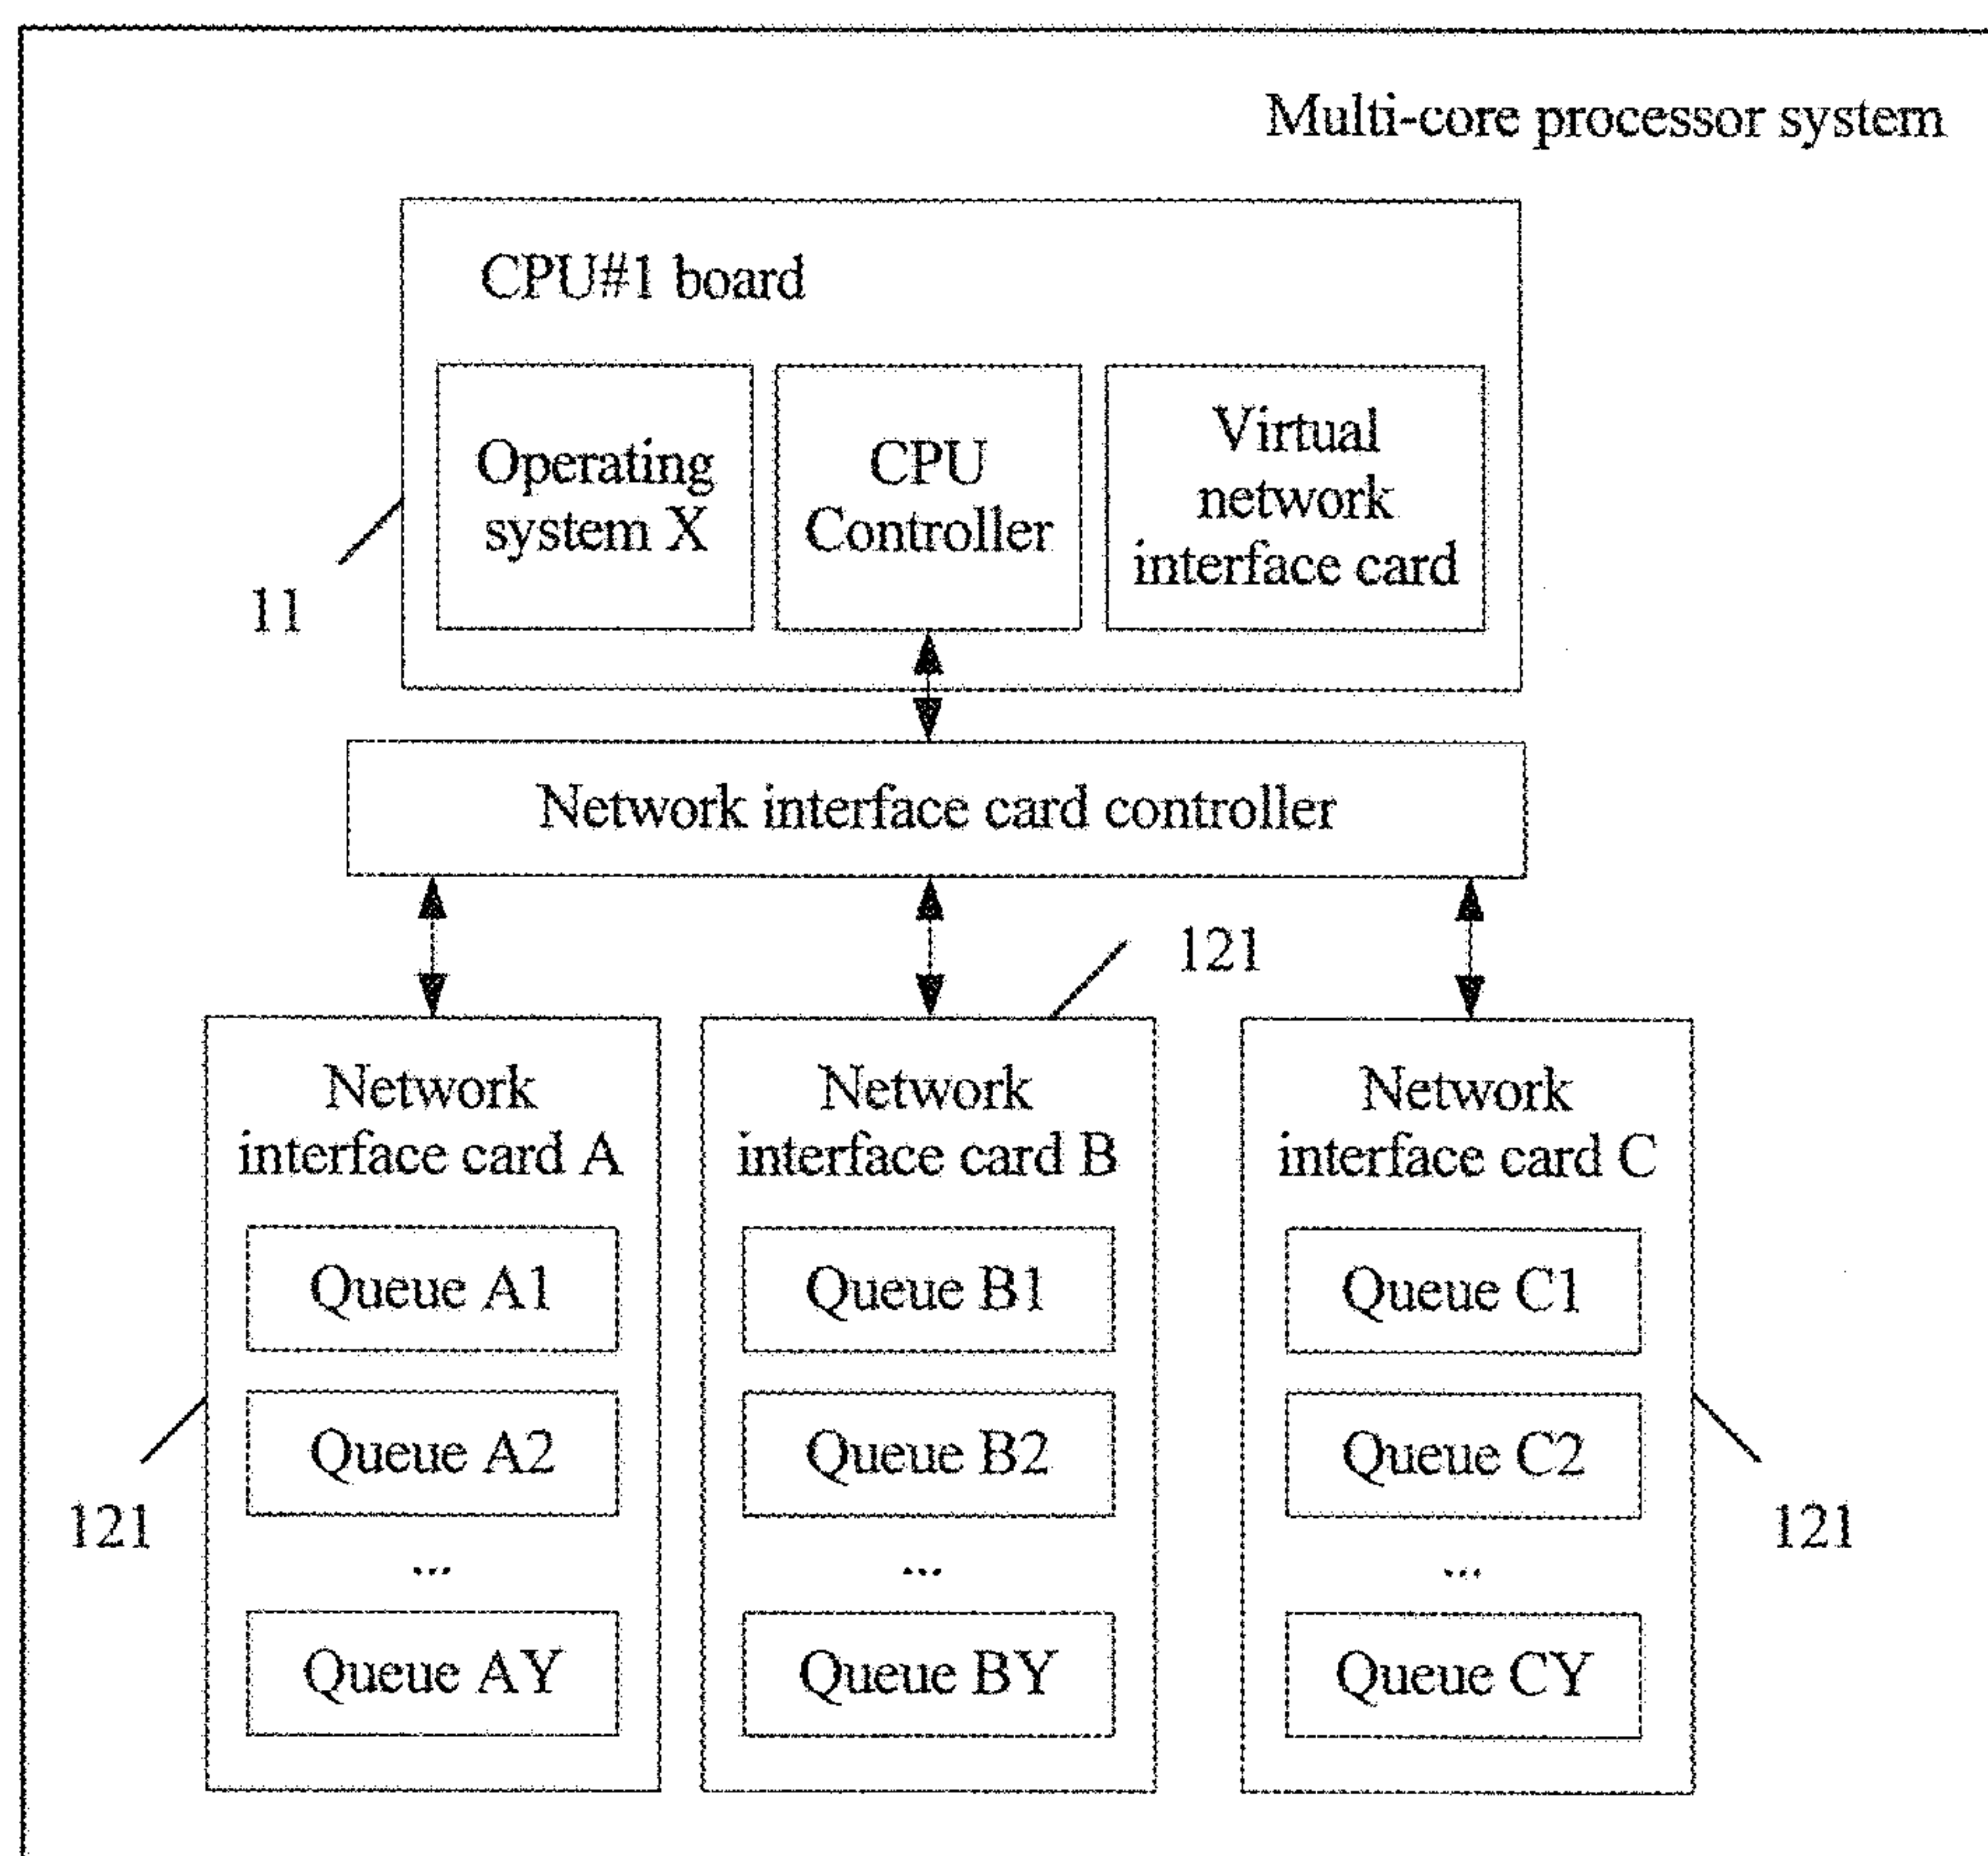 Multi-core processor system
CPU#1 board
Operating
system X
CPU
Controller
Virtual
network
interface card
11
Network interface card controller
121
Network
interface card A
Queue A1
Queue A2
...
Queue AY
121
Network
interface card B
Queue B1
Queue B2
...
Queue BY
Network
interface card C
Queue C1
Queue C2
...
Queue CY
121